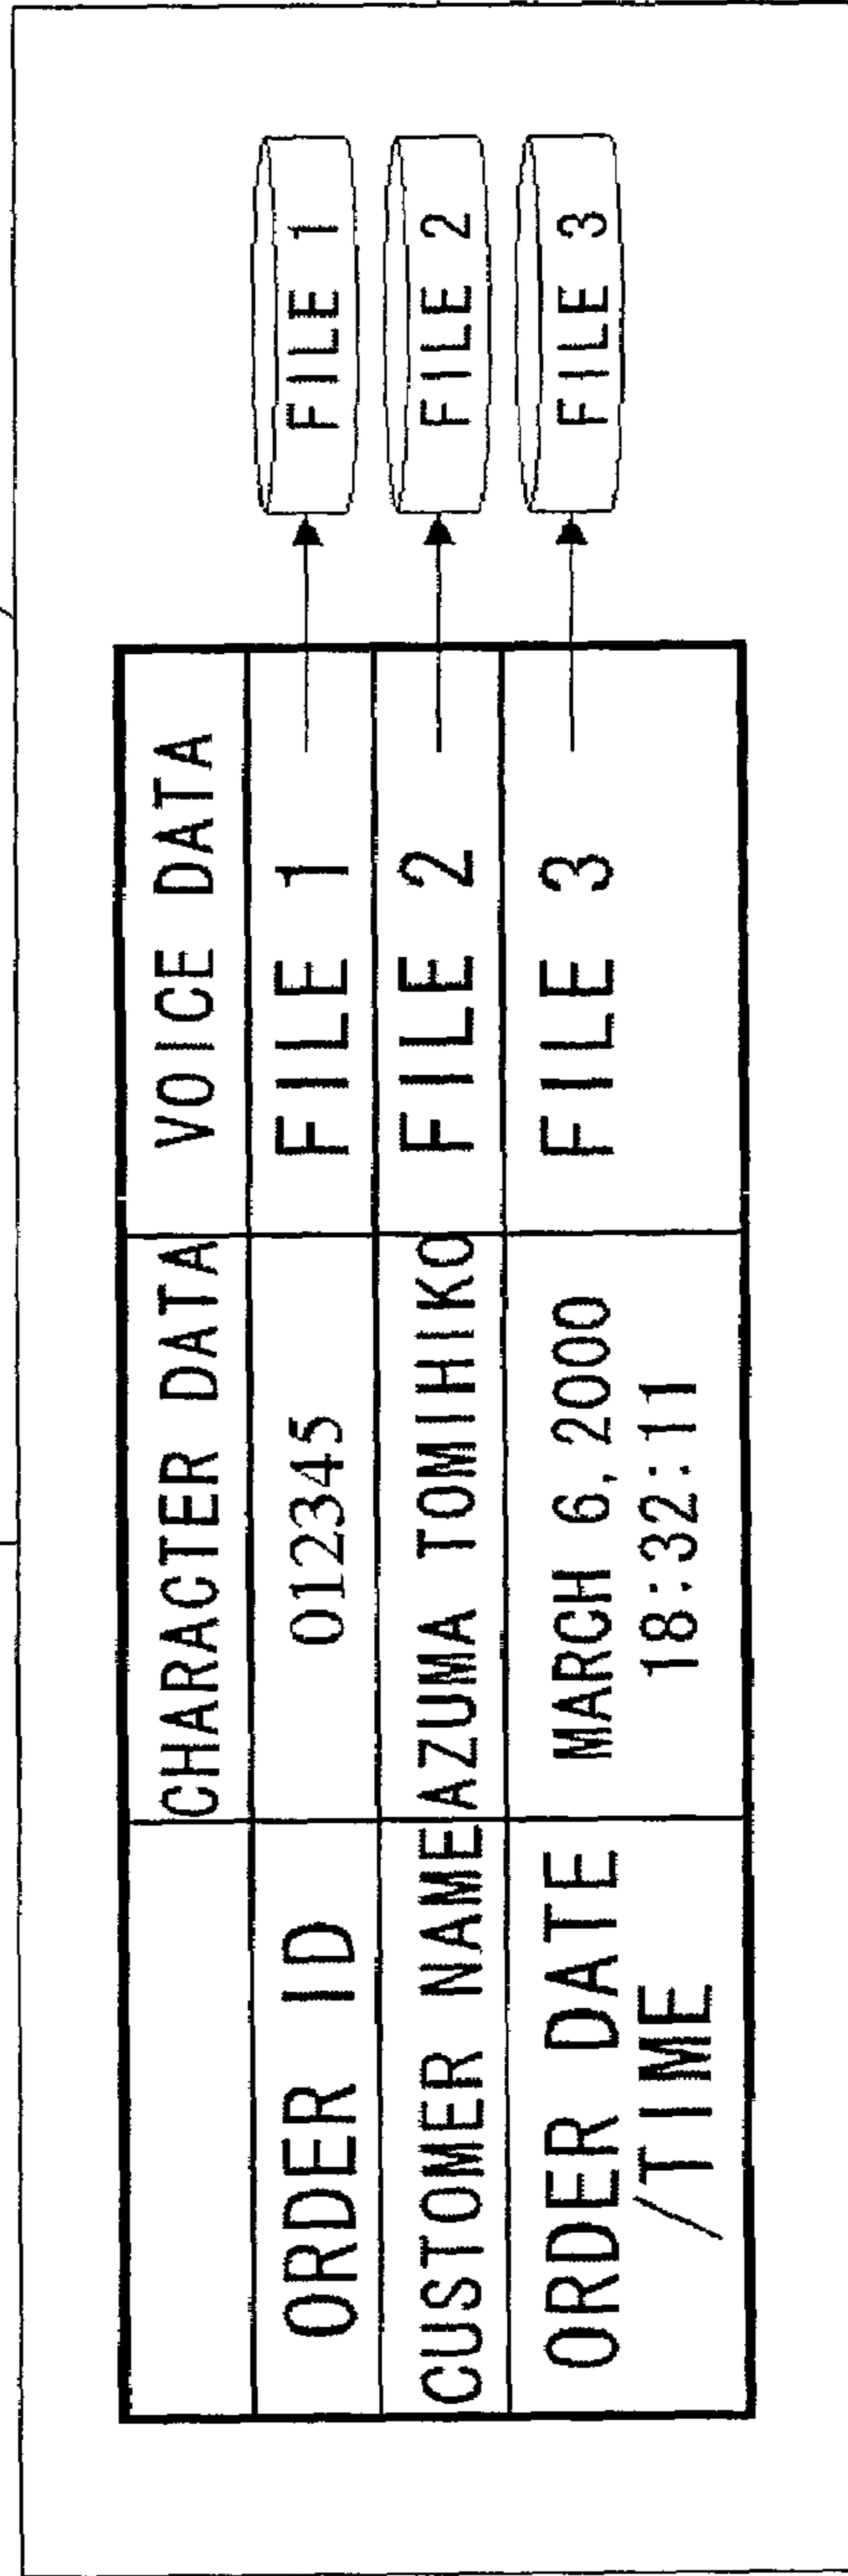 CHARACTER DATA VOICE DATA
ORDER ID 012345 FILE 1 FILE 1
CUSTOMER NAME AZUMA TOMIHIKO FILE 2 FILE 2
ORDER DATE MARCH 6, 2000 FILE 3 FILE 3
/TIME 18:32:11